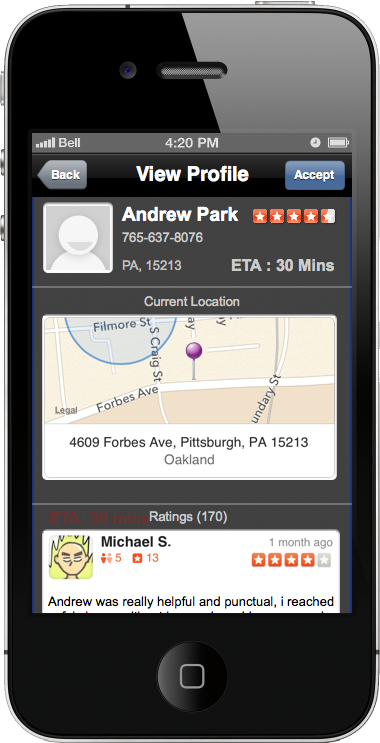 Bell 4:20 PM
Back View Profile Accept
Andrew Park
765-637-8076
PA, 15213 ETA : 30 Mins
Current Location
Filmore St
S Craig St
ay
Forbes Ave
undary St
Legal
4609 Forbes Ave, Pittsburgh, PA 15213
Oakland
ETA: 30 mins
Ratings (170)
Michael S. 1 month ago
5 13
Andrew was really helpful and punctual, i reached